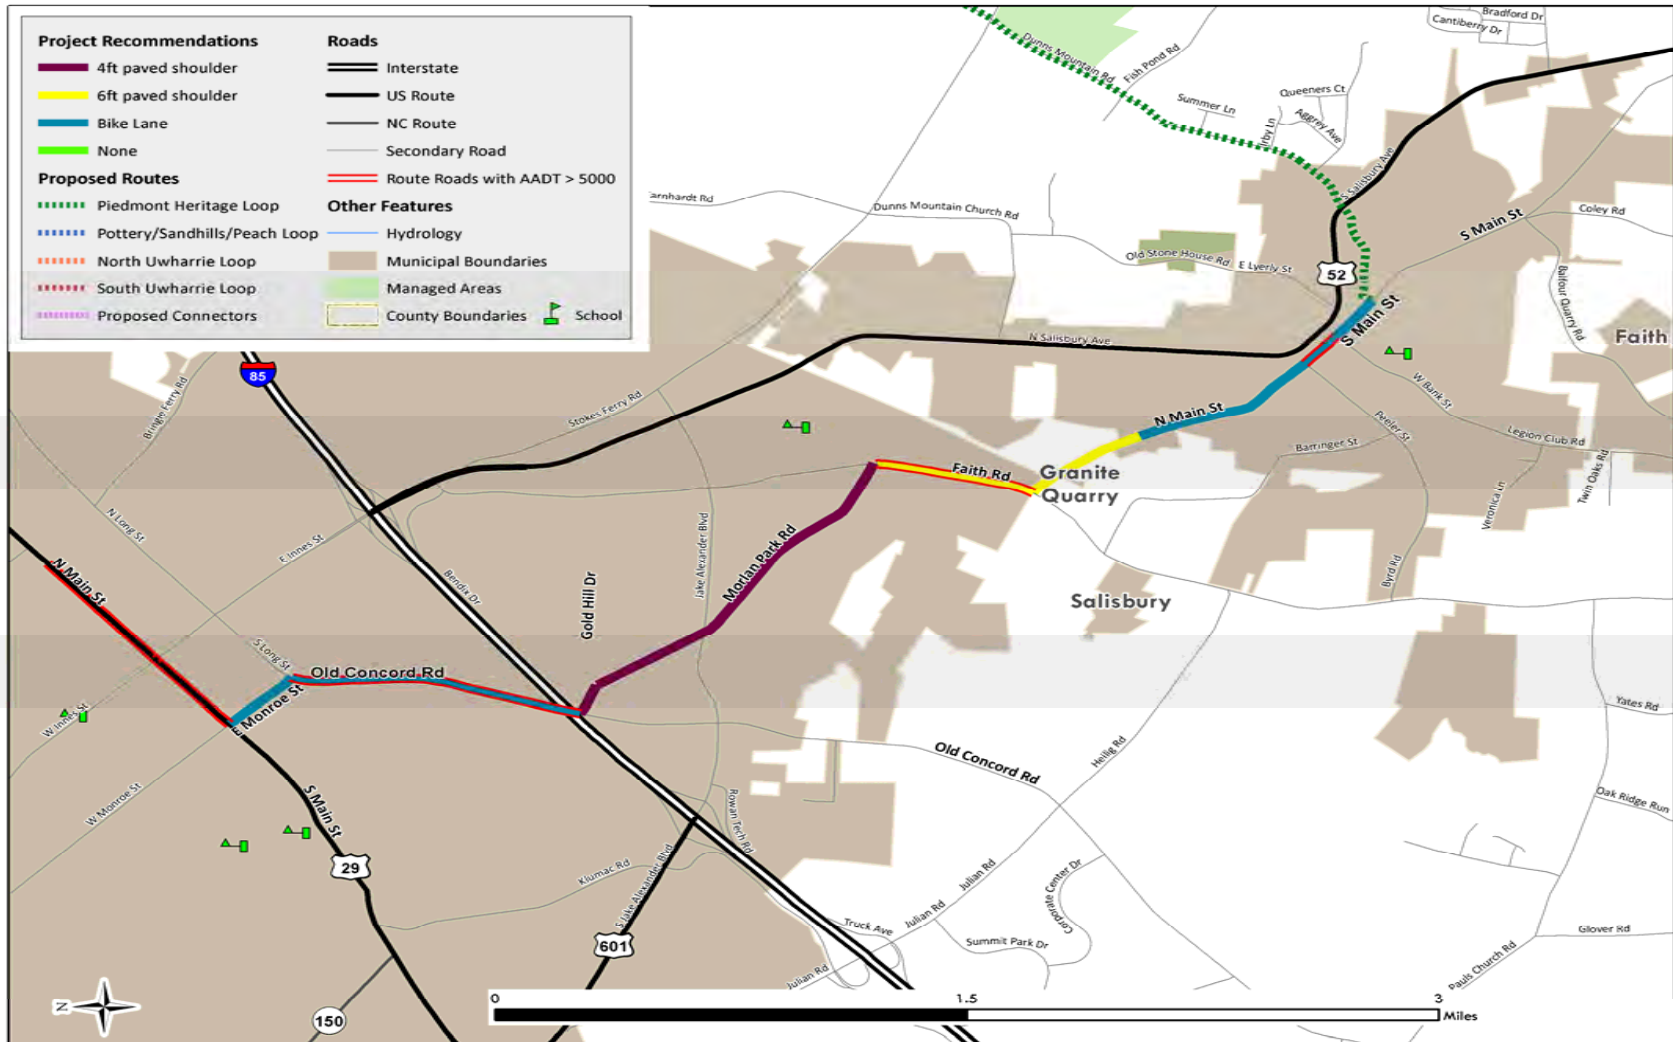 Project Recommendations
4ft paved shoulder
6ft paved shoulder
Bike Lane
None
Proposed Routes
Piedmont Heritage Loop
Pottery/Sandhills/Peach Loop
North Uwharrie Loop
South Uwharrie Loop
Proposed Connectors
Roads
Interstate
US Route
NC Route
Secondary Road
Route Roads with AADT > 5000
Other Features
Hydrology
Municipal Boundaries
Managed Areas
County Boundaries
School
Bradford Dr
Cantiberry Dr
Dunns Mountain Rd
Fish Pond Rd
Summer Ln
Queeners Ct
Irby Ln
Aggrey Ave
S Salisbury Ave
Dunns Mountain Church Rd
Old Stone House Rd
E Lyerly St
S Main St
Coley Rd
Balfour Quarry Rd
52
Faith
S Main St
N Salisbury Ave
85
Bringle Ferry Rd
Stokes Ferry Rd
N Main St
W Bank St
Peeler St
Barringer St
Legion Club Rd
Twin Oaks Rd
Veronica Ln
Byrd Rd
Faith Rd
Granite
Quarry
N Long St
E Innes St
Bendix Dr
Jake Alexander Blvd
Morlan Park Rd
Gold Hill Dr
N Main St
Salisbury
S Long St
Old Concord Rd
E Monroe St
W Innes St
W Monroe St
Old Concord Rd
Heilig Rd
Yates Rd
Oak Ridge Run
S Main St
29
Rowan Tech Rd
Klumac Rd
S Jake Alexander Blvd
601
Julian Rd
Julian Rd
Corporate Center Dr
Truck Ave
Summit Park Dr
Julian Rd
Glover Rd
Pauls Church Rd
N
150
0
1.5
3
Miles